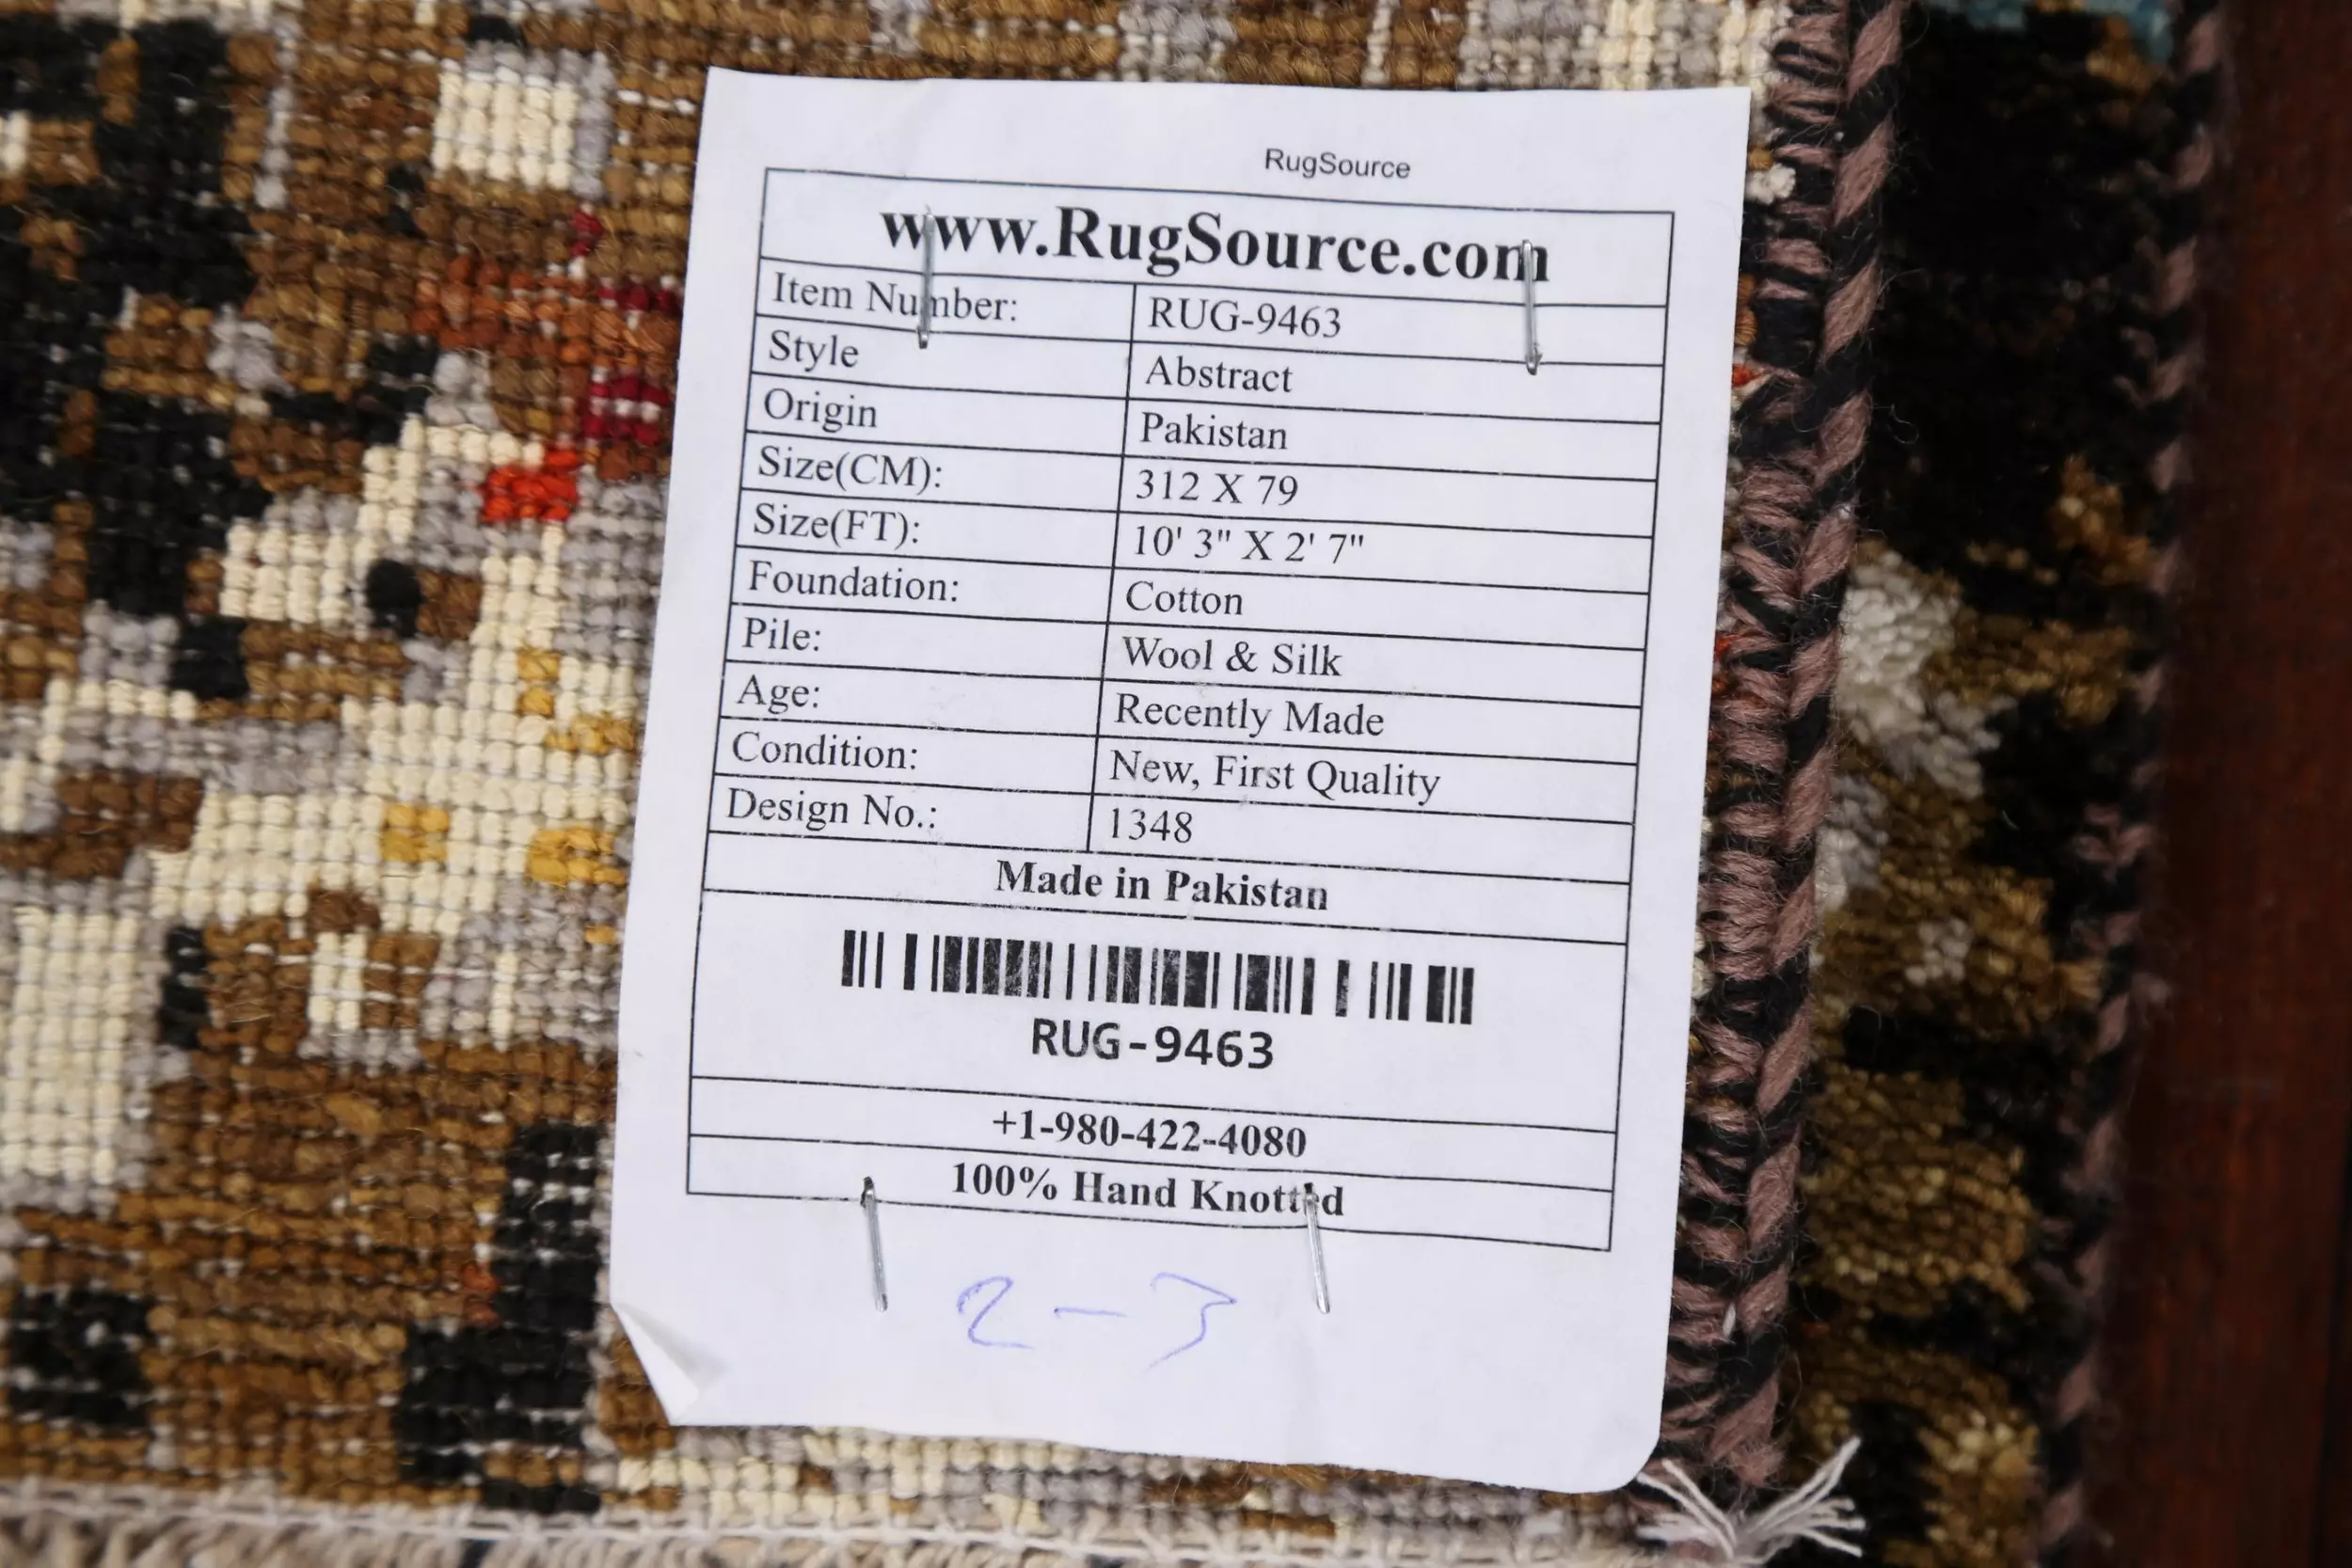 RugSource
www.RugSource.com
Item Number: RUG-9463
Style Abstract
Origin Pakistan
Size(CM): 312 X 79
Size(FT): 10' 3" X 2' 7"
Foundation: Cotton
Pile: Wool & Silk
Age: Recently Made
Condition: New, First Quality
Design No.: 1348
Made in Pakistan
RUG-9463
+1-980-422-4080
100% Hand Knotted
2-3